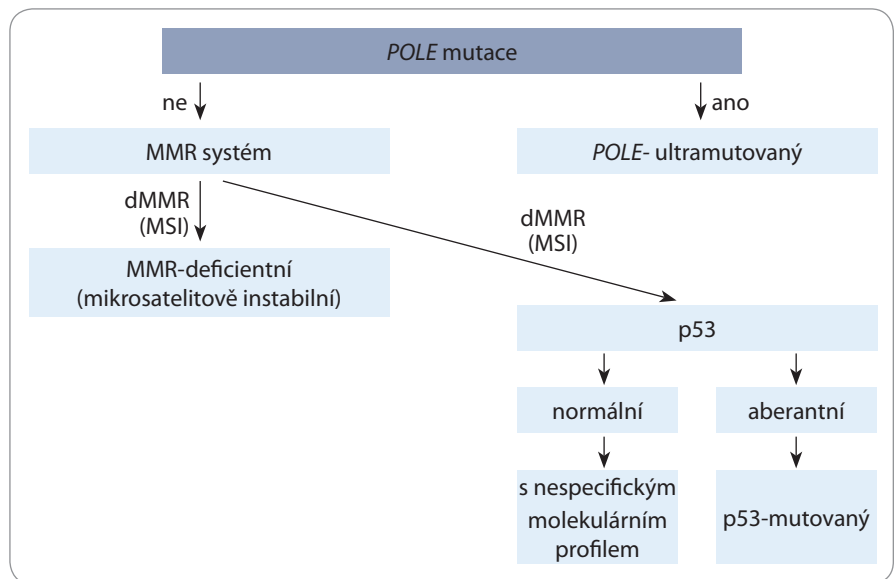 POLE mutace
ne
ano
MMR systém
POLE- ultramutovaný
dMMR
(MSI)
dMMR
(MSI)
MMR-deficientní
(mikrosatelitově instabilní)
p53
normální
aberantní
s nespecifickým
molekulárním
profilem
p53-mutovaný